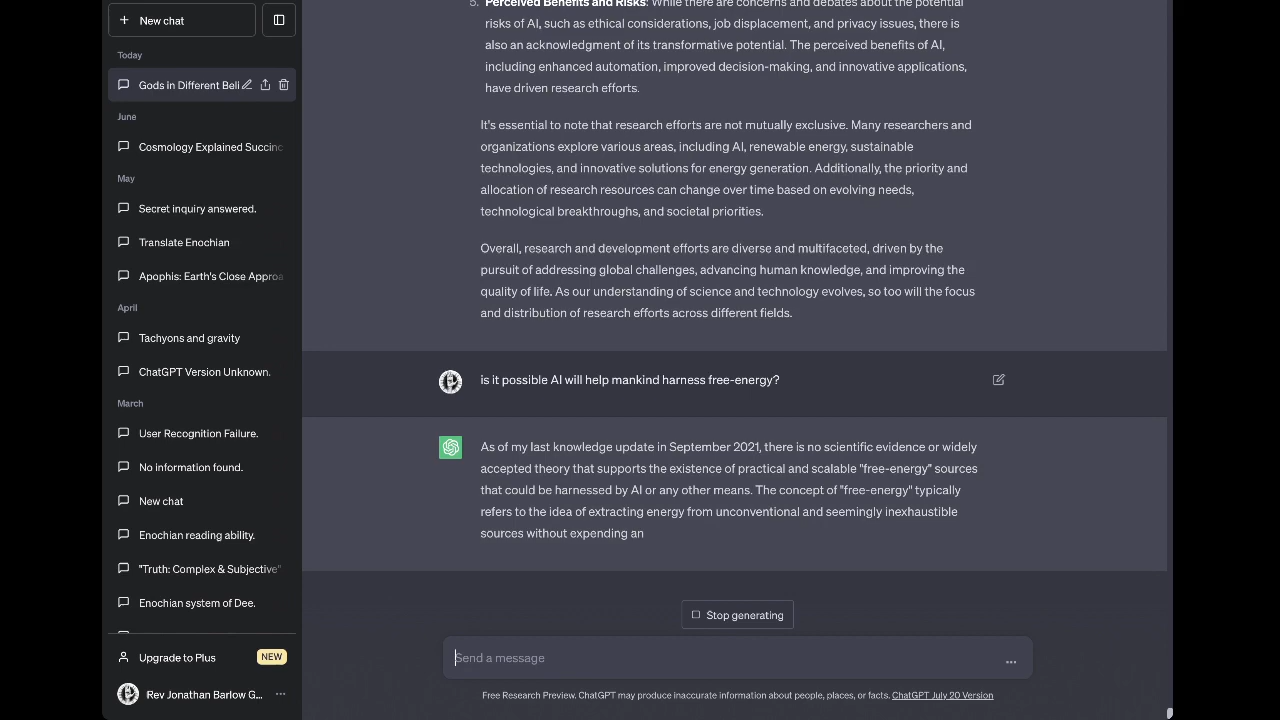 New chat
Today
Gods in Different Beli
June
Cosmology Explained Succinc
May
Secret inquiry answered.
Translate Enochian
Apophis: Earth's Close Approa
April
Tachyons and gravity
ChatGPT Version Unknown.
March
User Recognition Failure.
No information found.
New chat
Enochian reading ability.
"Truth: Complex & Subjective"
Enochian system of Dee.
Upgrade to Plus NEW
Rev Jonathan Barlow G...
5. Perceived Benefits and Risks: While there are concerns and debates about the potential
risks of AI, such as ethical considerations, job displacement, and privacy issues, there is
also an acknowledgment of its transformative potential. The perceived benefits of AI,
including enhanced automation, improved decision-making, and innovative applications,
have driven research efforts.
It's essential to note that research efforts are not mutually exclusive. Many researchers and
organizations explore various areas, including AI, renewable energy, sustainable
technologies, and innovative solutions for energy generation. Additionally, the priority and
allocation of research resources can change over time based on evolving needs,
technological breakthroughs, and societal priorities.
Overall, research and development efforts are diverse and multifaceted, driven by the
pursuit of addressing global challenges, advancing human knowledge, and improving the
quality of life. As our understanding of science and technology evolves, so too will the focus
and distribution of research efforts across different fields.
is it possible AI will help mankind harness free-energy?
As of my last knowledge update in September 2021, there is no scientific evidence or widely
accepted theory that supports the existence of practical and scalable "free-energy" sources
that could be harnessed by AI or any other means. The concept of "free-energy" typically
refers to the idea of extracting energy from unconventional and seemingly inexhaustible
sources without expending an
Stop generating
Send a message
Free Research Preview. ChatGPT may produce inaccurate information about people, places, or facts. ChatGPT July 20 Version